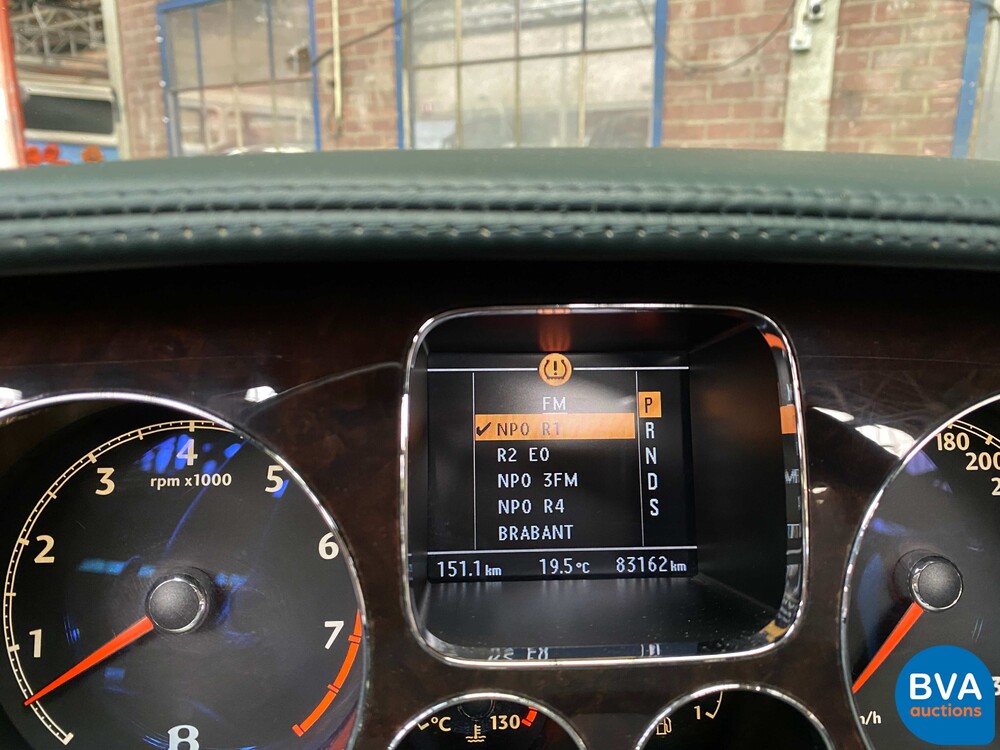 FM
✔ NPO R1
R2 EO
NPO 3FM
NPO R4
BRABANT
P
R
N
D
S
151.1 km 19.5 °C 83162 km
1
2
3
4
5
6
7
rpm x1000
B
180
200
°C 130
1
BVA
auctions